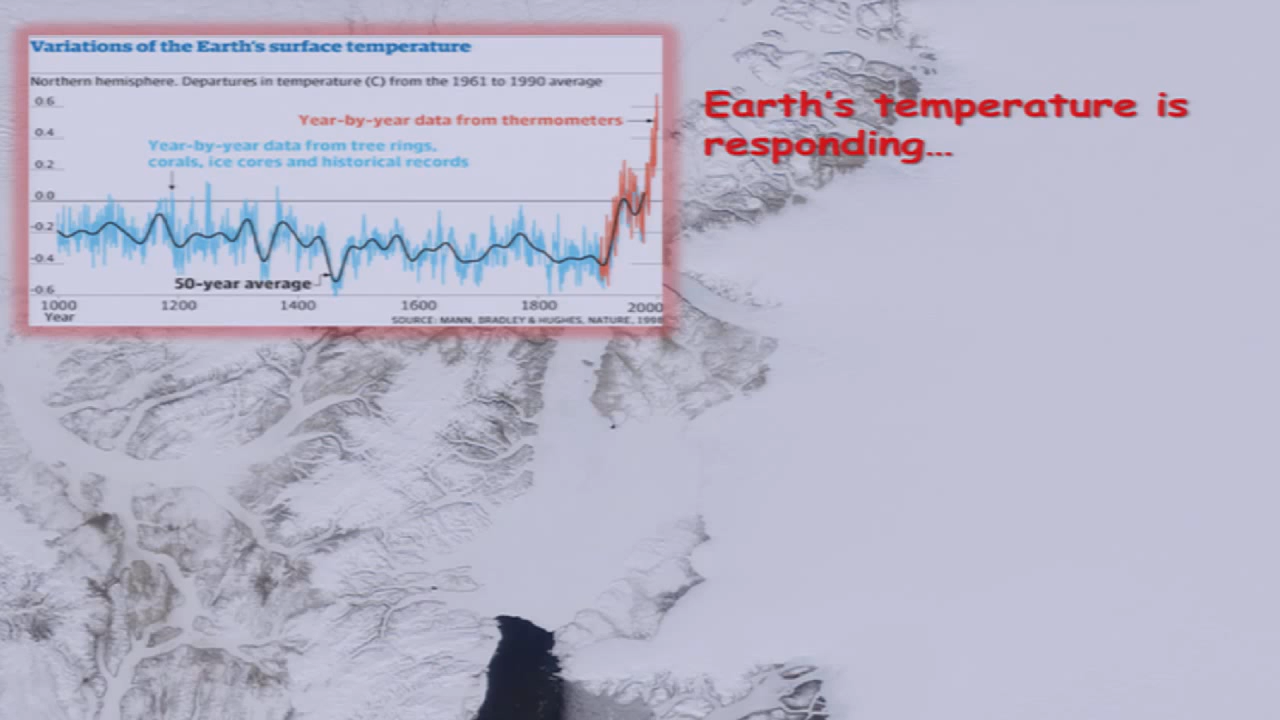 Variations of the Earth's surface temperature
Northern hemisphere. Departures in temperature (C) from the 1961 to 1990 average
0.6
Year-by-year data from thermometers
0.4
Year-by-year data from tree rings,
corals, ice cores and historical records
0.2
0.0
-0.2
-0.4
50-year average
-0.6
1000 1200 1400 1600 1800 2000
Year
SOURCE: MANN, BRADLEY & HUGHES, NATURE, 1998
Earth's temperature is
responding...